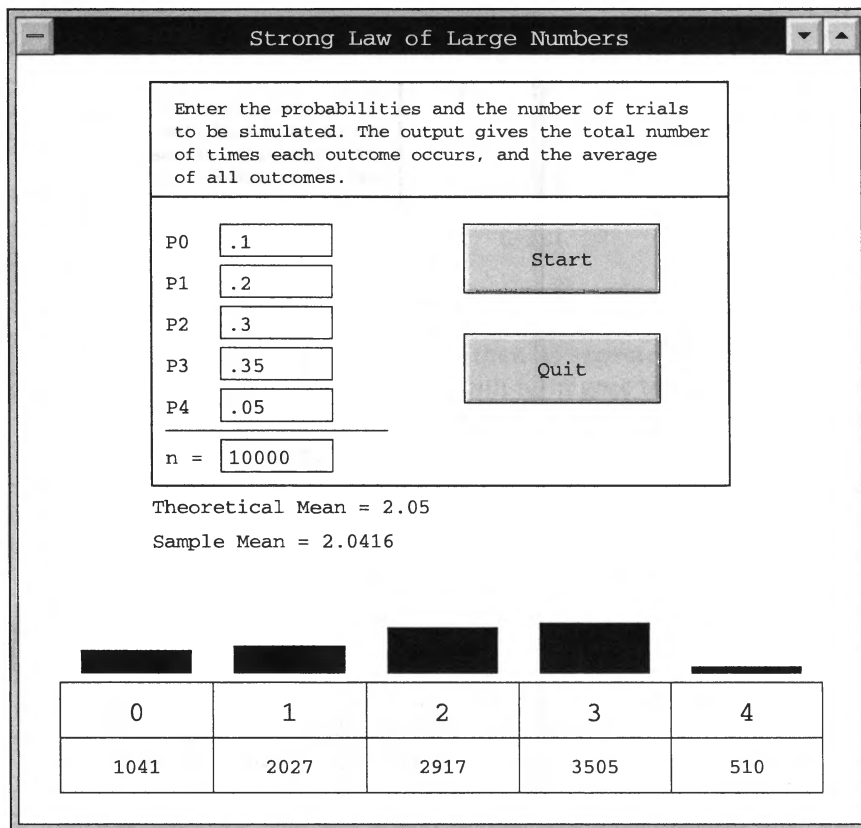 Strong Law of Large Numbers
Enter the probabilities and the number of trials
to be simulated. The output gives the total number
of times each outcome occurs, and the average
of all outcomes.
P0 .1
P1 .2
P2 .3
P3 .35
P4 .05
n = 10000
Start
Quit
Theoretical Mean = 2.05
Sample Mean = 2.0416
0 1 2 3 4
1041 2027 2917 3505 510